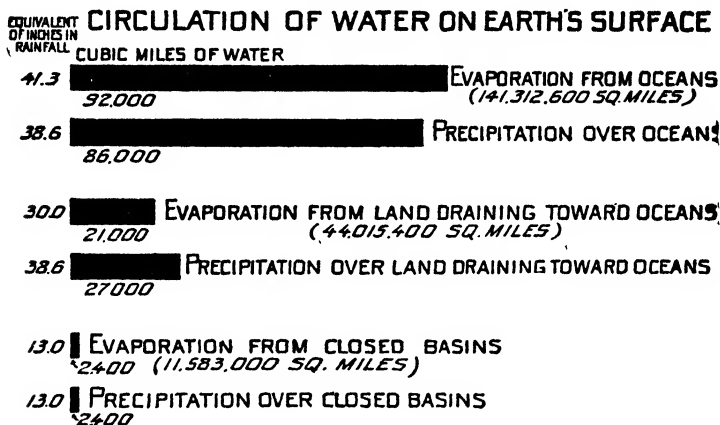 CIRCULATION OF WATER ON EARTH'S SURFACE
EQUIVALENT
OF INCHES IN
RAINFALL
CUBIC MILES OF WATER
41.3
EVAPORATION FROM OCEANS
92,000
(141,312,600 SQ. MILES)
38.6
PRECIPITATION OVER OCEANS
86,000
30.0
EVAPORATION FROM LAND DRAINING TOWARD OCEANS
21,000
(44,015,400 SQ. MILES)
38.6
PRECIPITATION OVER LAND DRAINING TOWARD OCEANS
27000
13.0
EVAPORATION FROM CLOSED BASINS
2400 (11,583,000 SQ. MILES)
13.0
PRECIPITATION OVER CLOSED BASINS
2400